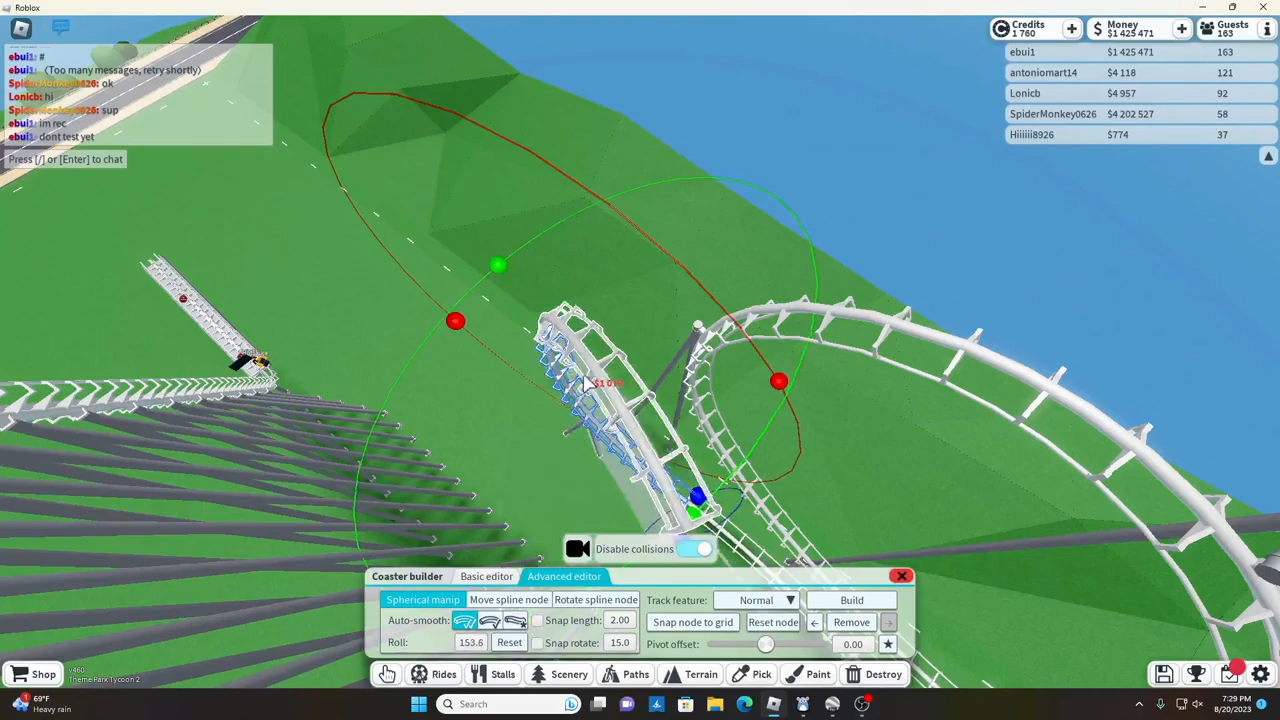 Roblox
Credits
1 760
Money
$1 425 471
Guests
163
ebui1: #
ebui1: (Too many messages, retry shortly)
SpiderMonkey0626: ok
Lonicb: hi
SpiderMonkey0626: sup
ebui1: im rec
ebui1: dont test yet
Press [/] or [Enter] to chat
ebui1 $1 425 471 163
antoniomart14 $4 118 121
Lonicb $4 957 92
SpiderMonkey0626 $4 202 527 58
Hiiiiii8926 $774 37
Disable collisions
Coaster builder Basic editor Advanced editor
Spherical manip Move spline node Rotate spline node Track feature: Normal Build
Auto-smooth: Snap length: 2.00 Snap node to grid Reset node Remove
Roll: 153.6 Reset Snap rotate: 15.0 Pivot offset: 0.00
Shop
v460
Theme Park Tycoon 2
Rides Stalls Scenery Paths Terrain Pick Paint Destroy
69°F
Heavy rain
Search
7:29 PM
8/20/2023